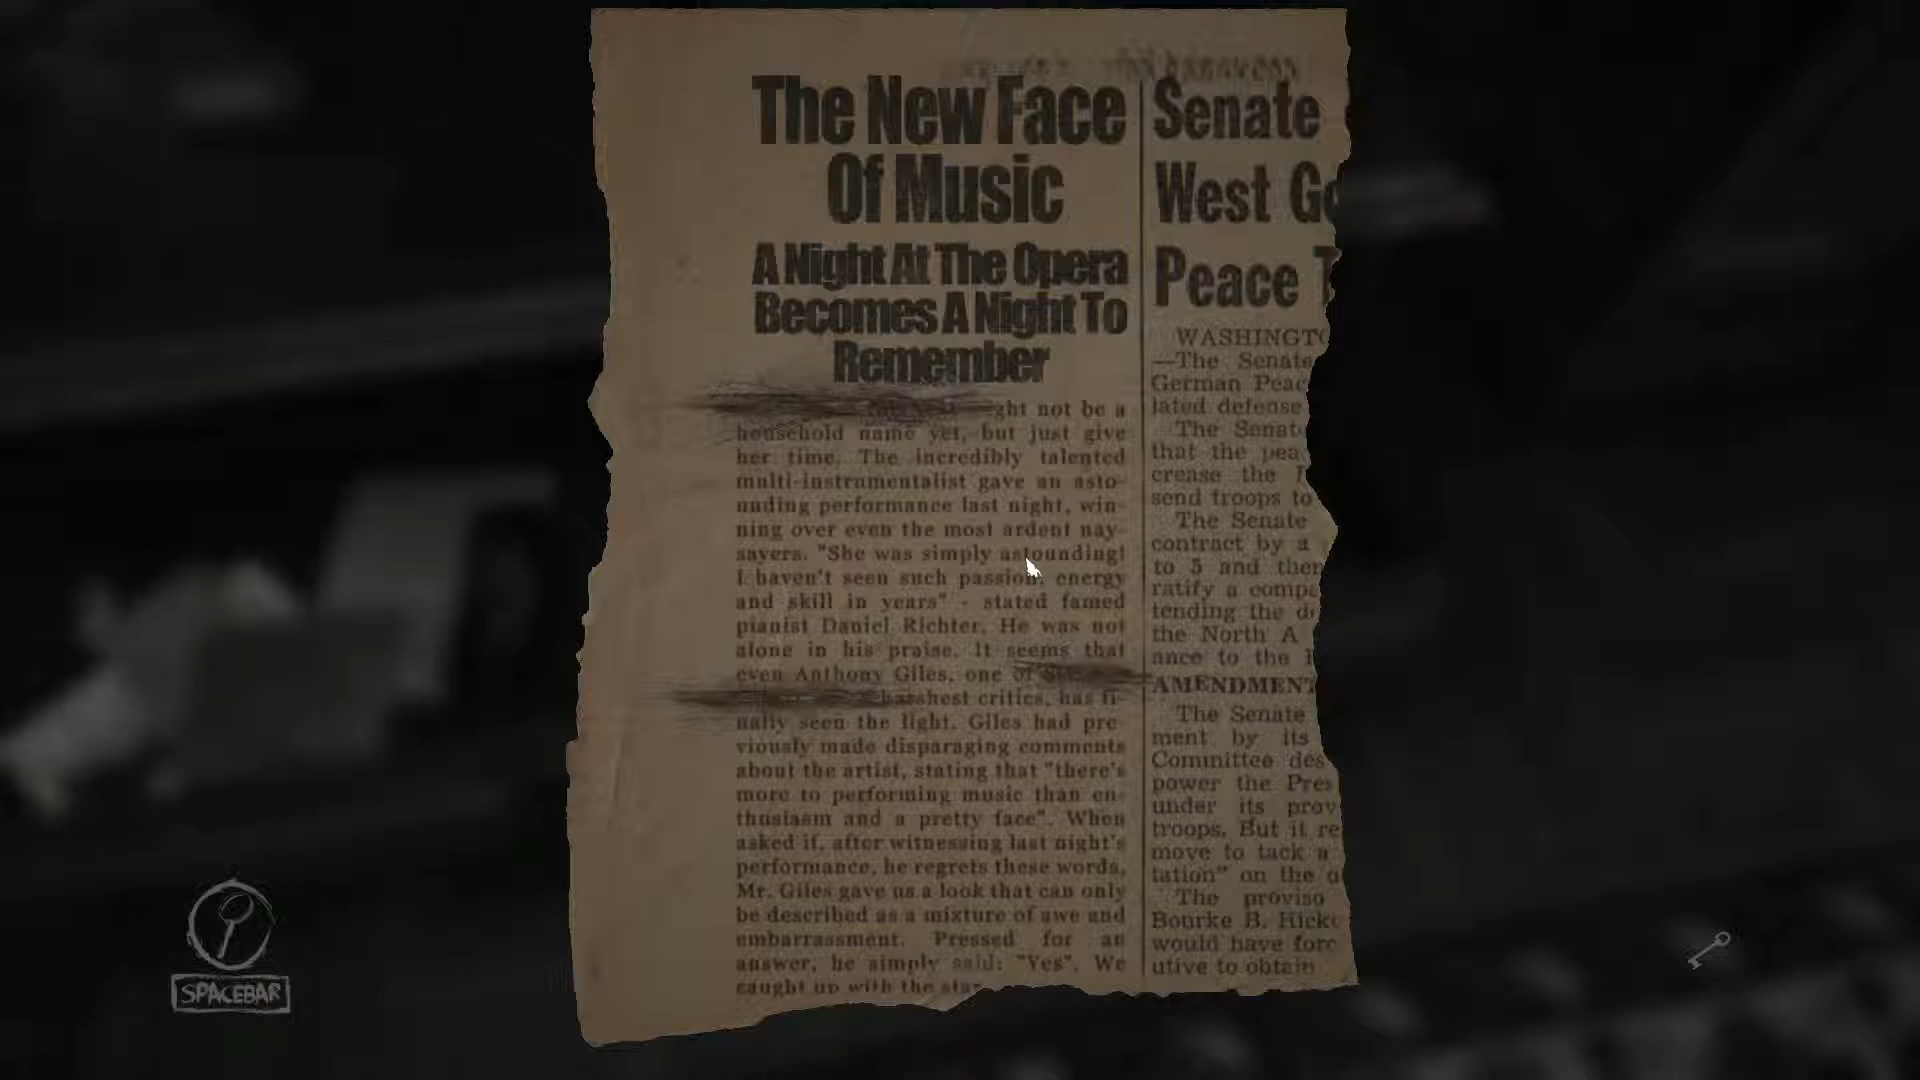 The New Face
Of Music
A Night At The Opera
Becomes A Night To
Remember
not be a
household name yet, but just give
her time. The incredibly talented
multi-instrumentalist gave an asto-
unding performance last night, win-
ning over even the most ardent nay-
sayers. "She was simply astounding!
I haven't seen such passion, energy
and skill in years" - stated famed
pianist Daniel Richter. He was not
alone in his praise. It seems that
even Anthony Giles, one of
harshest critics, has fi-
nally seen the light. Giles had pre-
viously made disparaging comments
about the artist, stating that "there's
more to performing music than en-
thusiasm and a pretty face". When
asked if, after witnessing last night's
performance, he regrets these words,
Mr. Giles gave us a look that can only
be described as a mixture of awe and
embarrassment. Pressed for an
answer, he simply said: "Yes". We
caught up with the
Senate
West
Peace
WASHINGTO
—The Senate
German Peac
lated defense
The Senat
that the pea
crease the
send troops to
The Senate
contract by a
to 5 and then
ratify a comp
tending the
the North A
ance to the
AMENDMENT
The Senate
ment by its
Committee des
power the Pres
under its prov
troops. But it re
move to tack a
tation" on the
The proviso
Bourke B. Hick
would have forc
utive to obtain
SPACEBAR